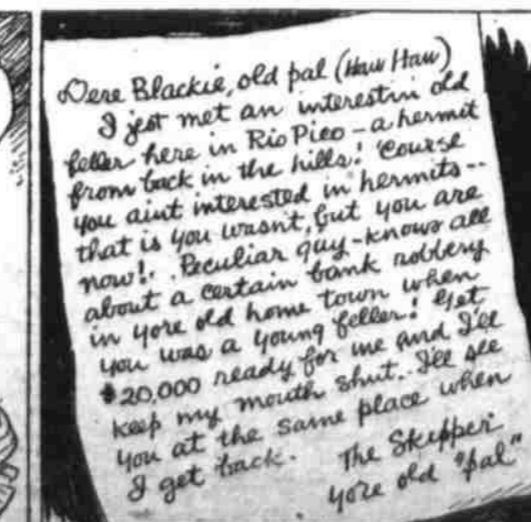 Dere Blackie, old pal (Haw Haw)
I jest met an interestin old
feller here in Rio Pico - a hermit
from back in the hills! 'Course
you aint interested in hermits --
that is you wasn't, but you are
now!.. Peculiar guy - knows all
about a certain bank robbery
in yore old home town when
you was a young feller! Get
$20,000 ready for me and I'll
keep my mouth shut.. I'll see
you at the same place when
I get back.
The Skipper
yore old "pal"